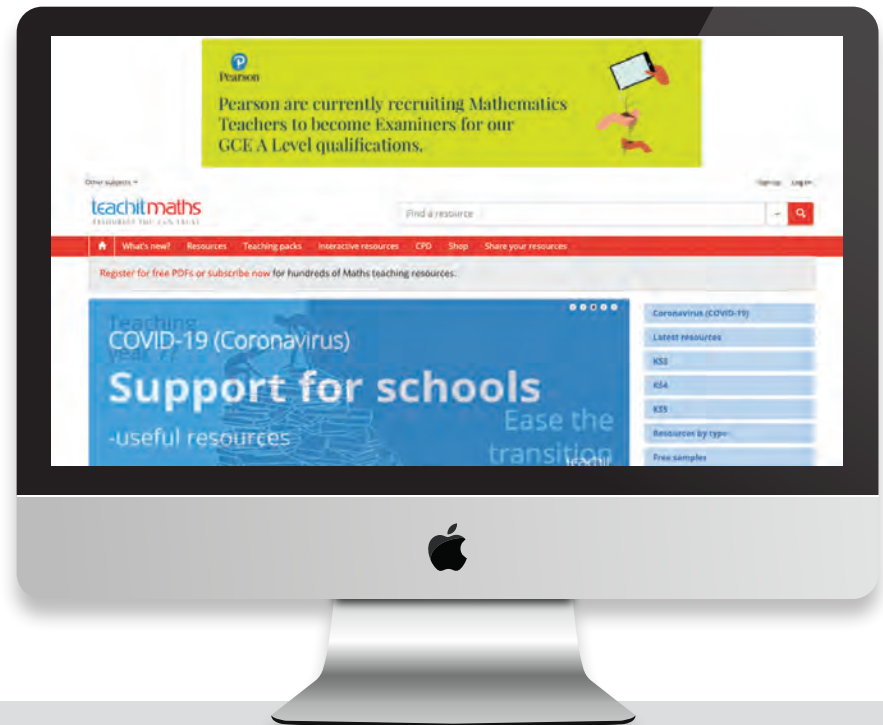 Pearson
Pearson are currently recruiting Mathematics
Teachers to become Examiners for our
GCE A Level qualifications.
Other subjects
Sign up Log in
teachitmaths
Find a resource
What's new? Resources Teaching packs Interactive resources CPD Shop Share your resources
Register for free PDFs or subscribe now for hundreds of Maths teaching resources.
Teaching
COVID-19 (Coronavirus)
year
Support for schools
Ease the
-useful resources
transition
teachit
Coronavirus (COVID-19)
Latest resources
KS3
KS4
KS5
Resources by type
Free samples